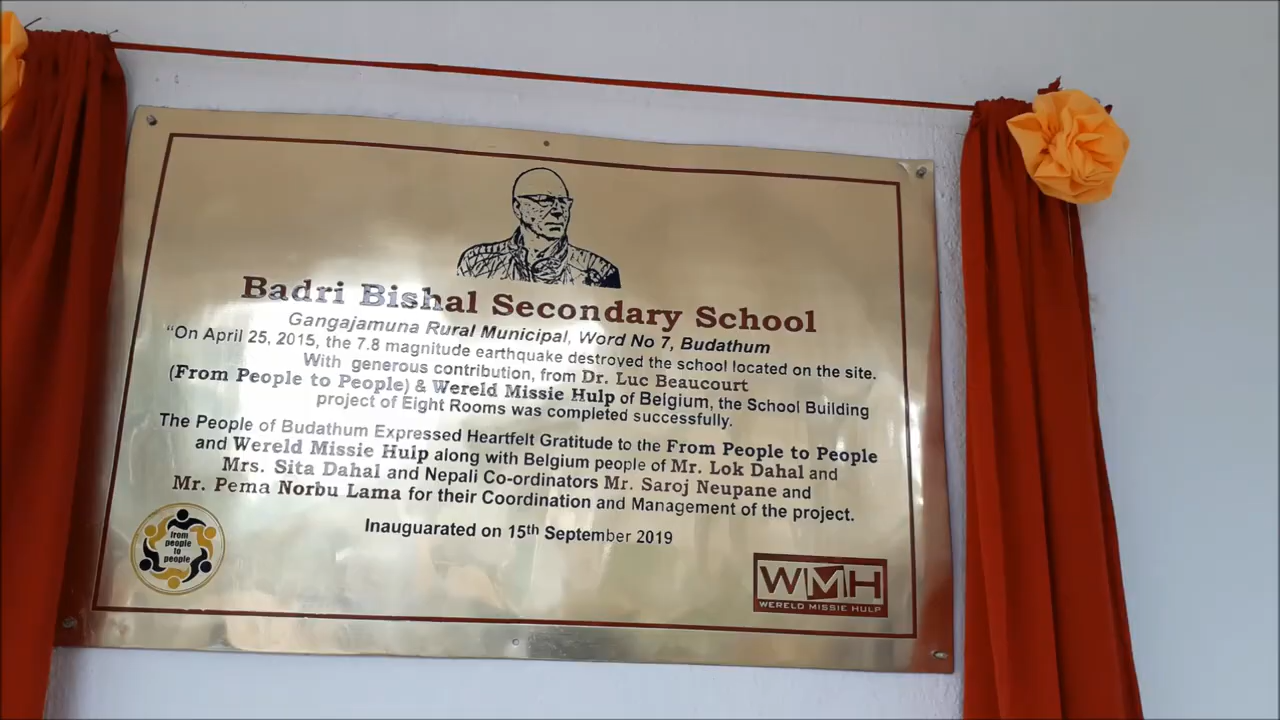 Badri Bishal Secondary School
Gangajamuna Rural Municipal, Word No 7, Budathum
“On April 25, 2015, the 7.8 magnitude earthquake destroyed the school located on the site.
With generous contribution, from Dr. Luc Beaucourt
(From People to People) & Wereld Missie Hulp of Belgium, the School Building
project of Eight Rooms was completed successfully.
The People of Budathum Expressed Heartfelt Gratitude to the From People to People
and Wereld Missie Hulp along with Belgium people of Mr. Lok Dahal and
Mrs. Sita Dahal and Nepali Co-ordinators Mr. Saroj Neupane and
Mr. Pema Norbu Lama for their Coordination and Management of the project.
Inauguarated on 15th September 2019
from
people
to
people
WMH
WERELD MISSIE HULP